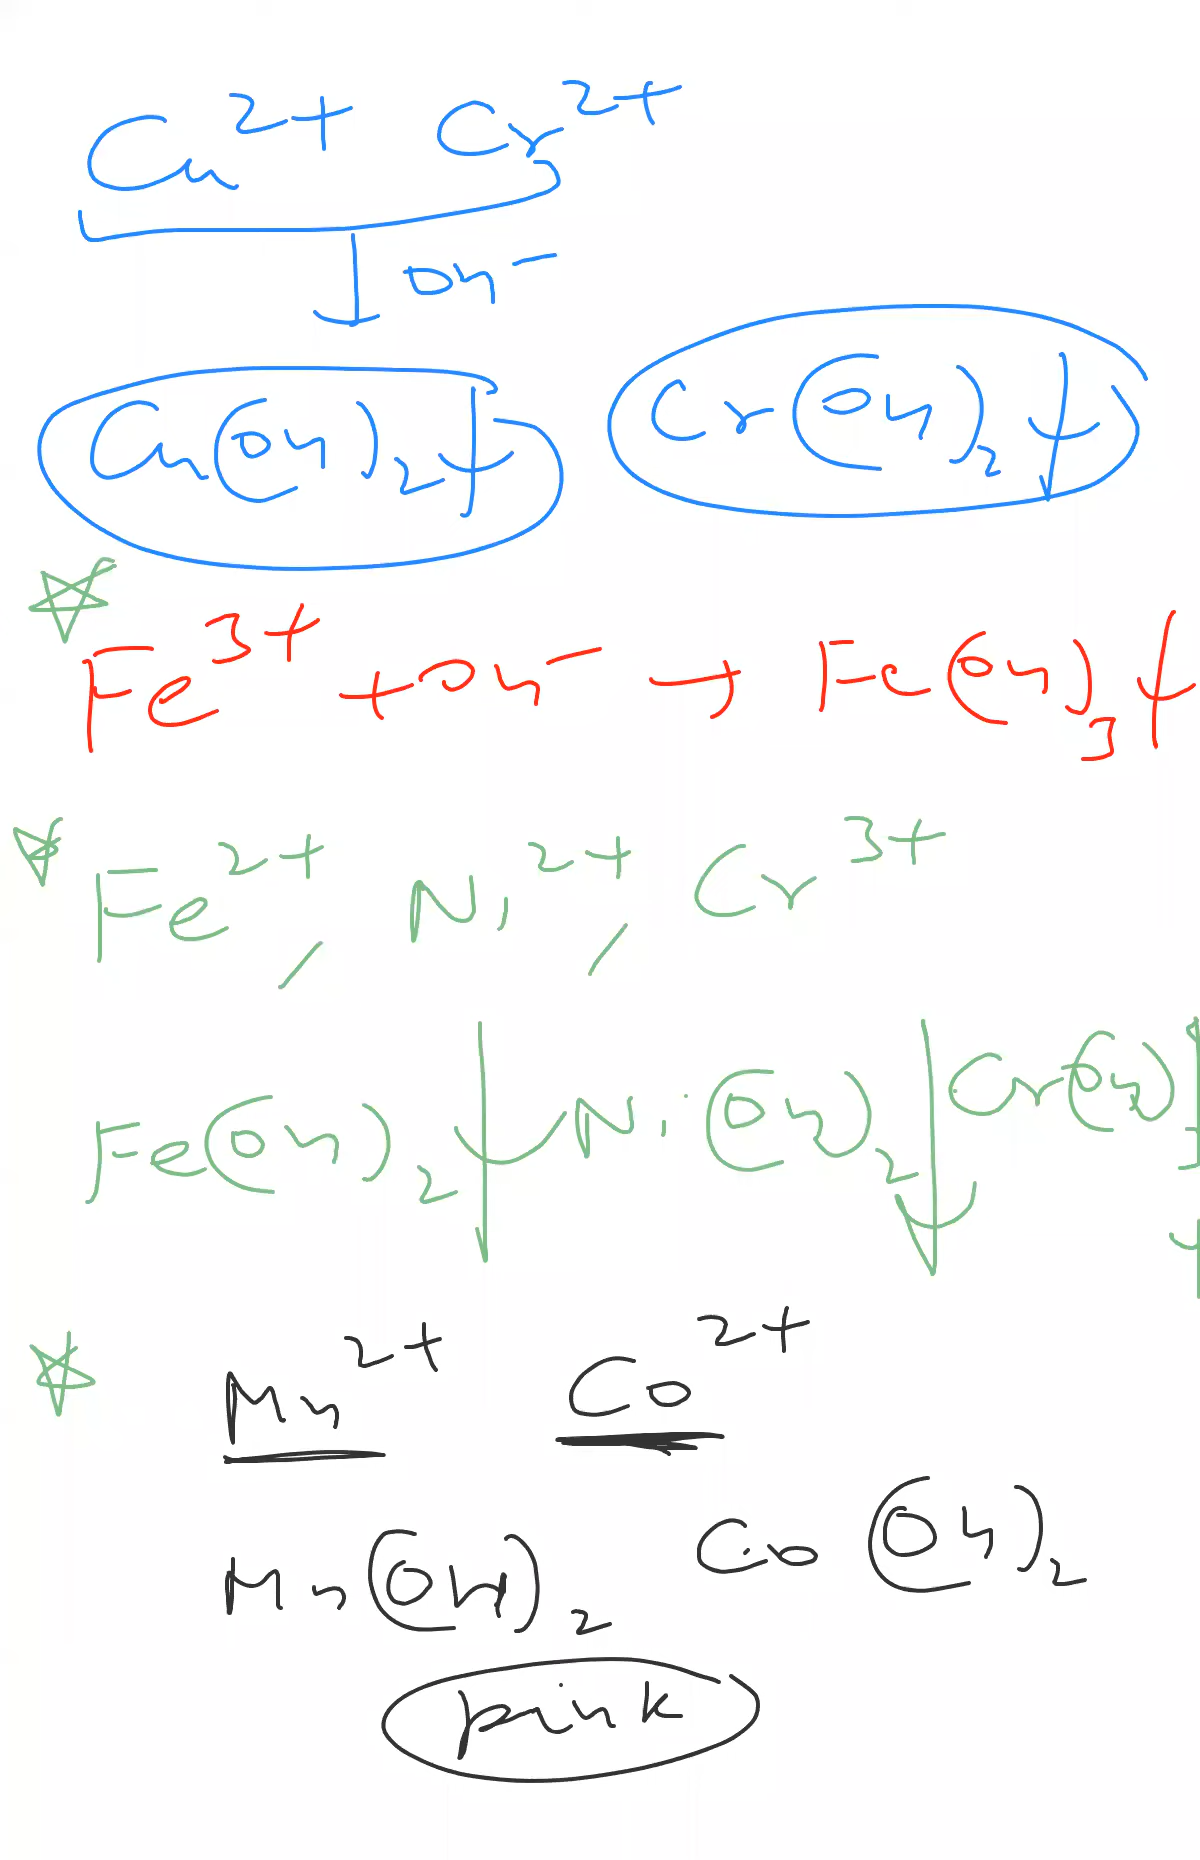 Cu²⁺ Cr²⁺
↓ OH⁻
Cu(OH)₂↓ Cr(OH)₂↓
Fe³⁺ + OH⁻ → Fe(OH)₃↓
Fe²⁺, Ni²⁺, Cr³⁺
Fe(OH)₂↓ Ni(OH)₂↓ Cr(OH)₃↓
Mn²⁺ Co²⁺
Mn(OH)₂ Co(OH)₂
pink